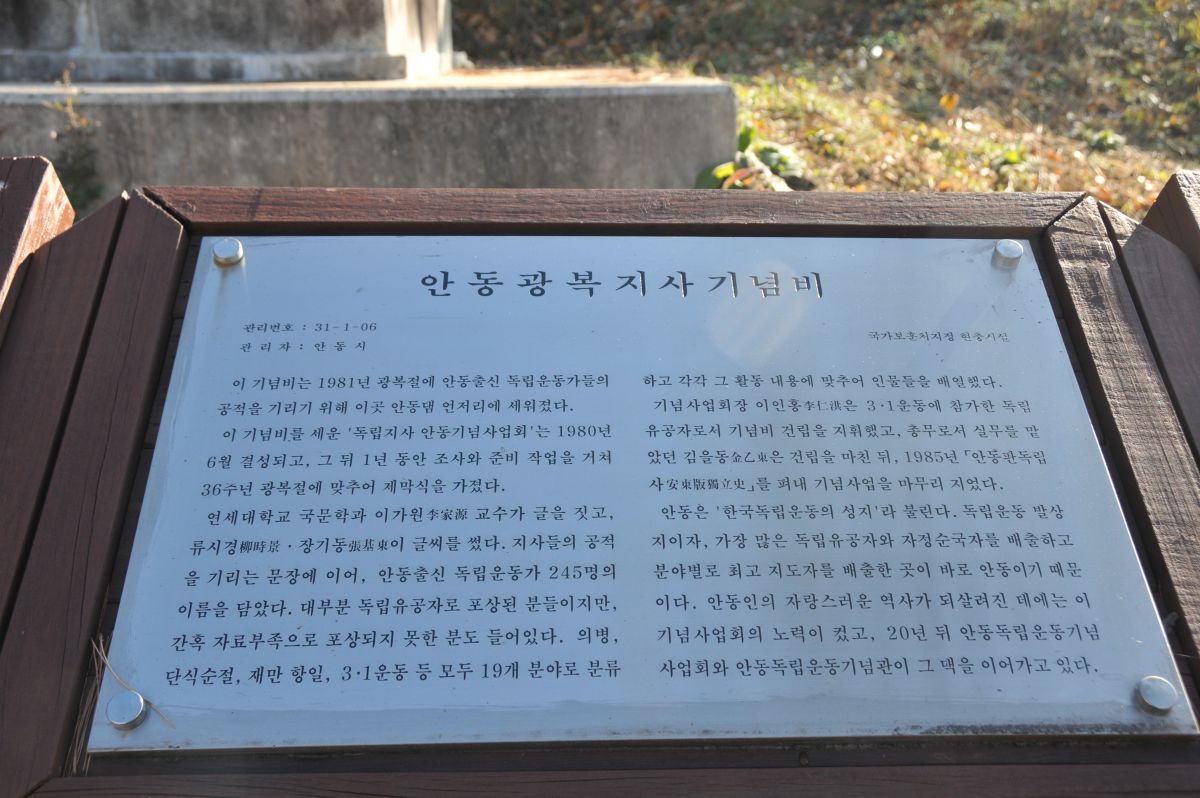 안동광복지사기념비
관리번호 : 31-1-06
관 리 자 : 안 동 시
국가보훈처지정 현충시설
이 기념비는 1981년 광복절에 안동출신 독립운동가들의
공적을 기리기 위해 이곳 안동댐 언저리에 세워졌다.
이 기념비를 세운 '독립지사 안동기념사업회'는 1980년
6월 결성되고, 그 뒤 1년 동안 조사와 준비 작업을 거쳐
36주년 광복절에 맞추어 제막식을 가졌다.
연세대학교 국문학과 이가원李家源 교수가 글을 짓고,
류시경柳時景·장기동張基東이 글씨를 썼다. 지사들의 공적
을 기리는 문장에 이어, 안동출신 독립운동가 245명의
이름을 담았다. 대부분 독립유공자로 포상된 분들이지만,
간혹 자료부족으로 포상되지 못한 분도 들어있다. 의병,
단식순절, 재만 항일, 3·1운동 등 모두 19개 분야로 분류
하고 각각 그 활동 내용에 맞추어 인물들을 배열했다.
기념사업회장 이인홍李仁洪은 3·1운동에 참가한 독립
유공자로서 기념비 건립을 지휘했고, 총무로서 실무를 맡
았던 김을동金乙東은 건립을 마친 뒤, 1985년 「안동판독립
사安東版獨立史」를 펴내 기념사업을 마무리 지었다.
안동은 '한국독립운동의 성지'라 불린다. 독립운동 발상
지이자, 가장 많은 독립유공자와 자정순국자를 배출하고
분야별로 최고 지도자를 배출한 곳이 바로 안동이기 때문
이다. 안동인의 자랑스러운 역사가 되살려진 데에는 이
기념사업회의 노력이 컸고, 20년 뒤 안동독립운동기념
사업회와 안동독립운동기념관이 그 맥을 이어가고 있다.